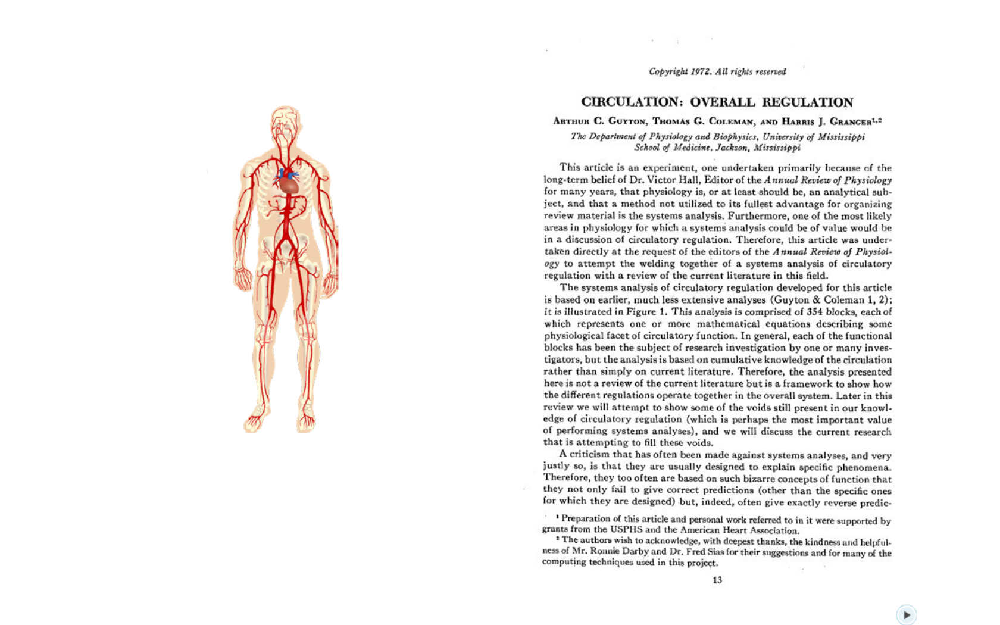 Copyright 1972. All rights reserved
CIRCULATION: OVERALL REGULATION
ARTHUR C. GUYTON, THOMAS G. COLEMAN, AND HARRIS J. GRANGER1,2
The Department of Physiology and Biophysics, University of Mississippi
School of Medicine, Jackson, Mississippi
This article is an experiment, one undertaken primarily because of the
long-term belief of Dr. Victor Hall, Editor of the Annual Review of Physiology
for many years, that physiology is, or at least should be, an analytical sub-
ject, and that a method not utilized to its fullest advantage for organizing
review material is the systems analysis. Furthermore, one of the most likely
areas in physiology for which a systems analysis could be of value would be
in a discussion of circulatory regulation. Therefore, this article was under-
taken directly at the request of the editors of the Annual Review of Physiol-
ogy to attempt the welding together of a systems analysis of circulatory
regulation with a review of the current literature in this field.
The systems analysis of circulatory regulation developed for this article
is based on earlier, much less extensive analyses (Guyton & Coleman 1, 2);
it is illustrated in Figure 1. This analysis is comprised of 354 blocks, each of
which represents one or more mathematical equations describing some
physiological facet of circulatory function. In general, each of the functional
blocks has been the subject of research investigation by one or many inves-
tigators, but the analysis is based on cumulative knowledge of the circulation
rather than simply on current literature. Therefore, the analysis presented
here is not a review of the current literature but is a framework to show how
the different regulations operate together in the overall system. Later in this
review we will attempt to show some of the voids still present in our knowl-
edge of circulatory regulation (which is perhaps the most important value
of performing systems analyses), and we will discuss the current research
that is attempting to fill these voids.
A criticism that has often been made against systems analyses, and very
justly so, is that they are usually designed to explain specific phenomena.
Therefore, they too often are based on such bizarre concepts of function that
they not only fail to give correct predictions (other than the specific ones
for which they are designed) but, indeed, often give exactly reverse predic-
1 Preparation of this article and personal work referred to in it were supported by
grants from the USPHS and the American Heart Association.
2 The authors wish to acknowledge, with deepest thanks, the kindness and helpful-
ness of Mr. Ronnie Darby and Dr. Fred Sias for their suggestions and for many of the
computing techniques used in this project.
13